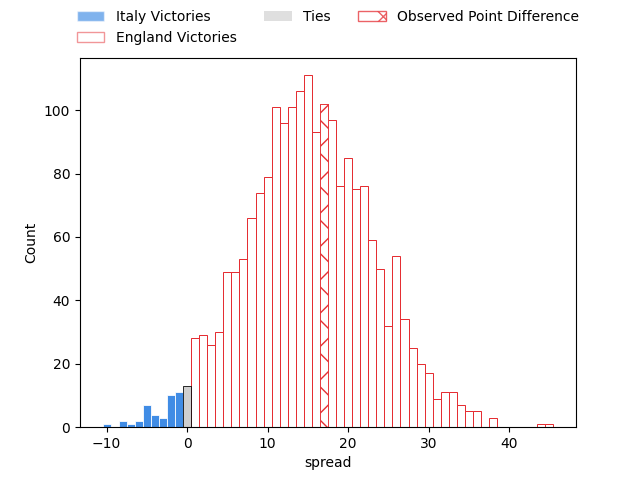 Italy Victories Ties Observed Point Difference
England Victories
100
80
60
40
20
0
Count
−10 0 10 20 30 40
spread